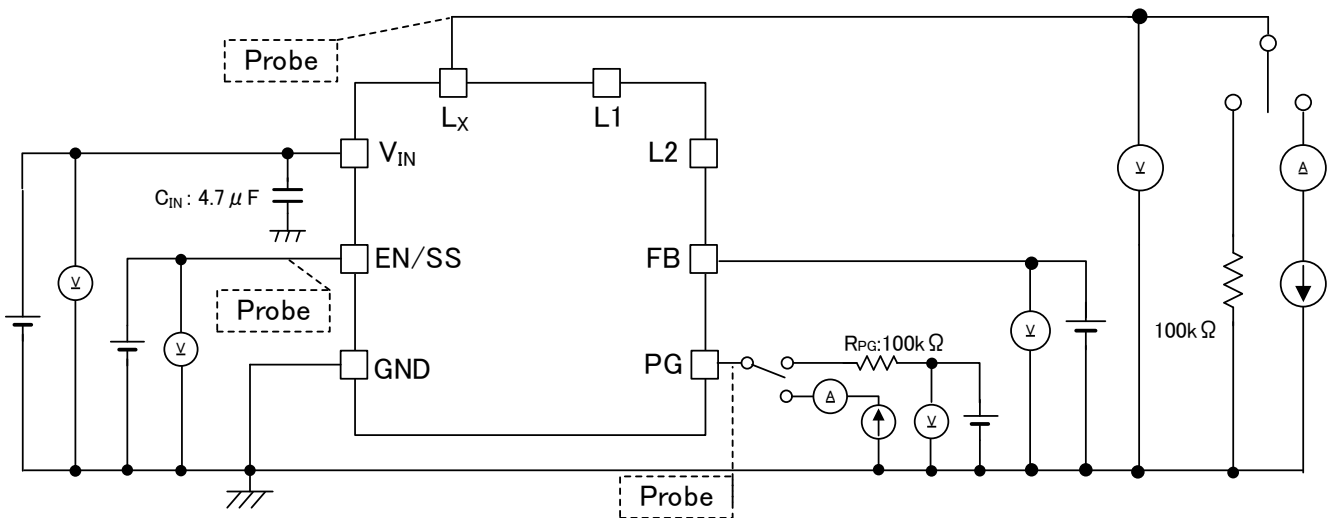 Probe
LX
L1
VIN
L2
CIN: 4.7 μF
V
A
V
EN/SS
FB
Probe
V
V
100kΩ
RPG:100kΩ
GND
PG
A
V
Probe